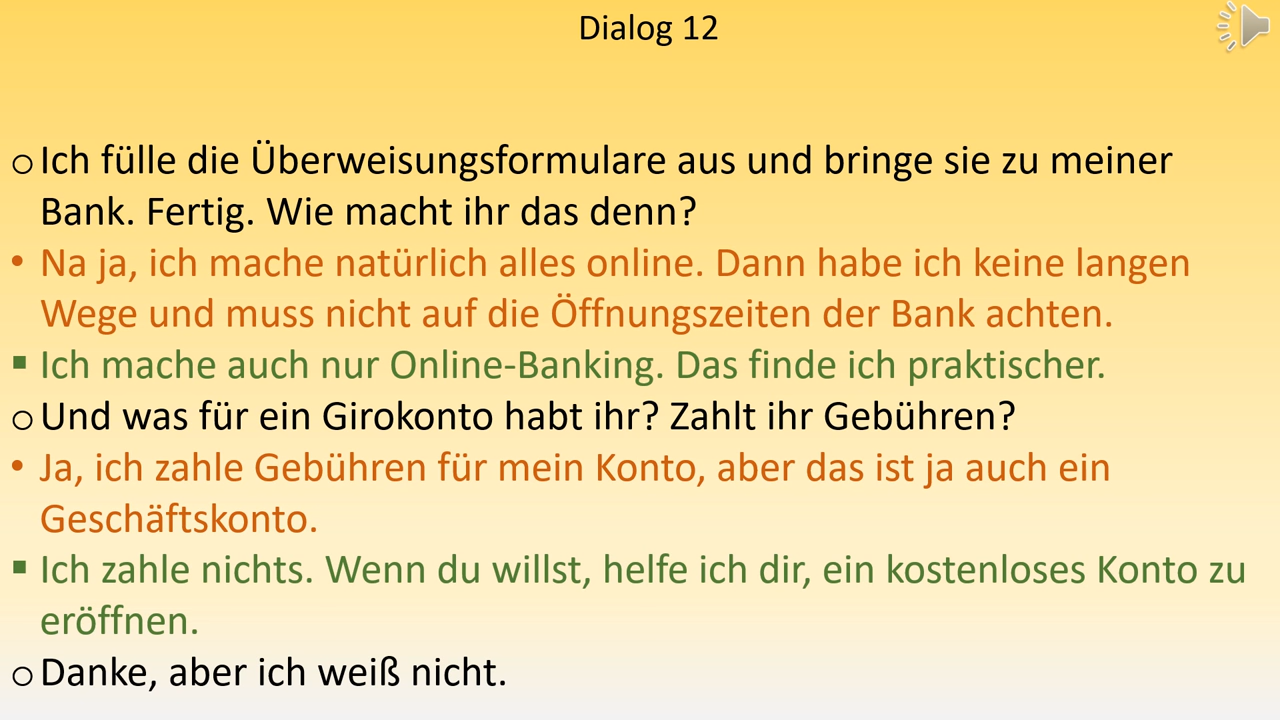 Dialog 12
o Ich fülle die Überweisungsformulare aus und bringe sie zu meiner
Bank. Fertig. Wie macht ihr das denn?
• Na ja, ich mache natürlich alles online. Dann habe ich keine langen
Wege und muss nicht auf die Öffnungszeiten der Bank achten.
▪ Ich mache auch nur Online-Banking. Das finde ich praktischer.
o Und was für ein Girokonto habt ihr? Zahlt ihr Gebühren?
• Ja, ich zahle Gebühren für mein Konto, aber das ist ja auch ein
Geschäftskonto.
▪ Ich zahle nichts. Wenn du willst, helfe ich dir, ein kostenloses Konto zu
eröffnen.
o Danke, aber ich weiß nicht.